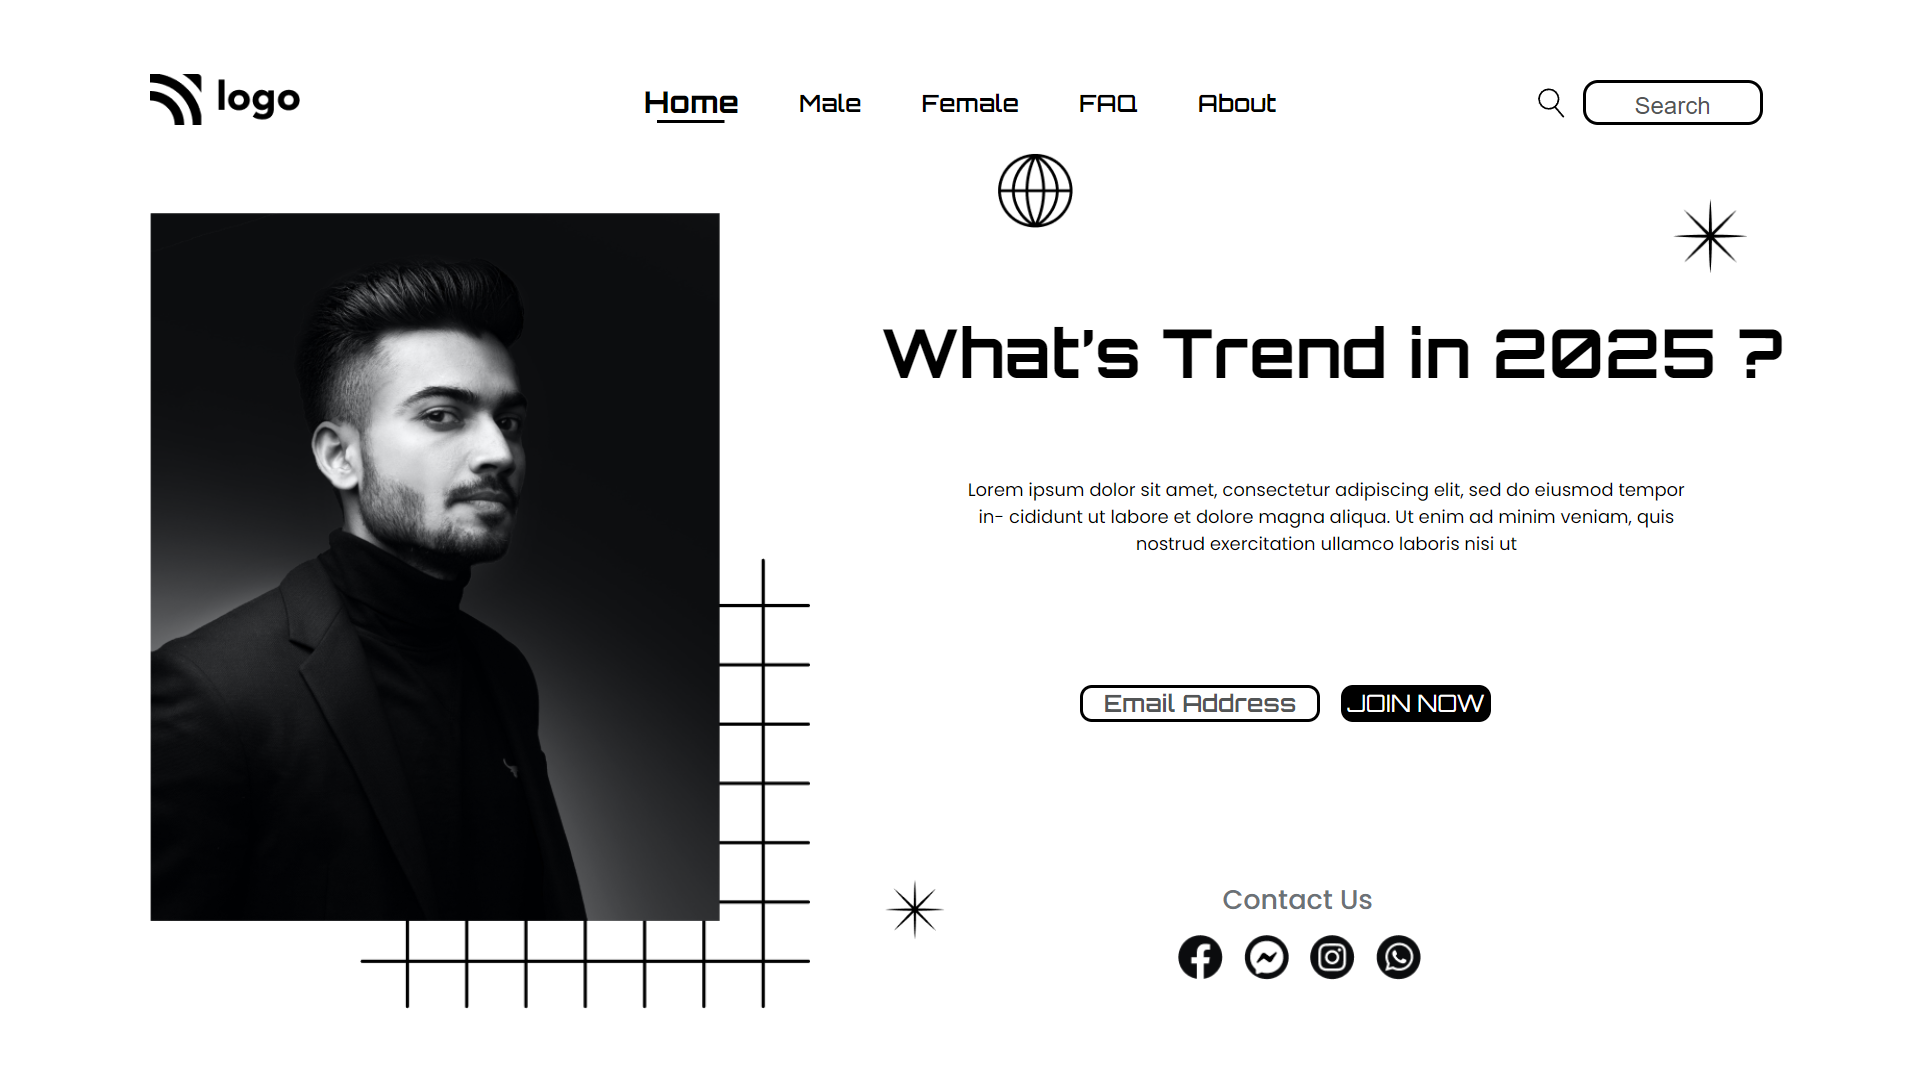 logo
Home Male Female FAQ About
Search
What's Trend in 2025 ?
Lorem ipsum dolor sit amet, consectetur adipiscing elit, sed do eiusmod tempor
in- cididunt ut labore et dolore magna aliqua. Ut enim ad minim veniam, quis
nostrud exercitation ullamco laboris nisi ut
Email Address
JOIN NOW
Contact Us